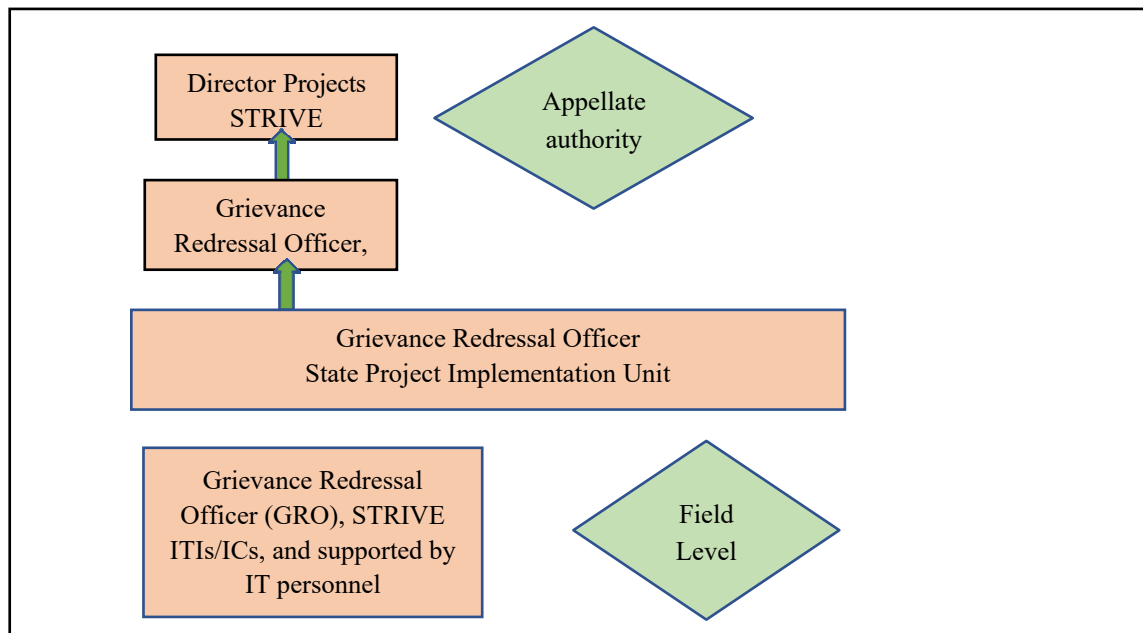 Director Projects
STRIVE
Appellate
authority
Grievance
Redressal Officer,
Grievance Redressal Officer
State Project Implementation Unit
Grievance Redressal
Officer (GRO), STRIVE
ITIs/ICs, and supported by
IT personnel
Field
Level